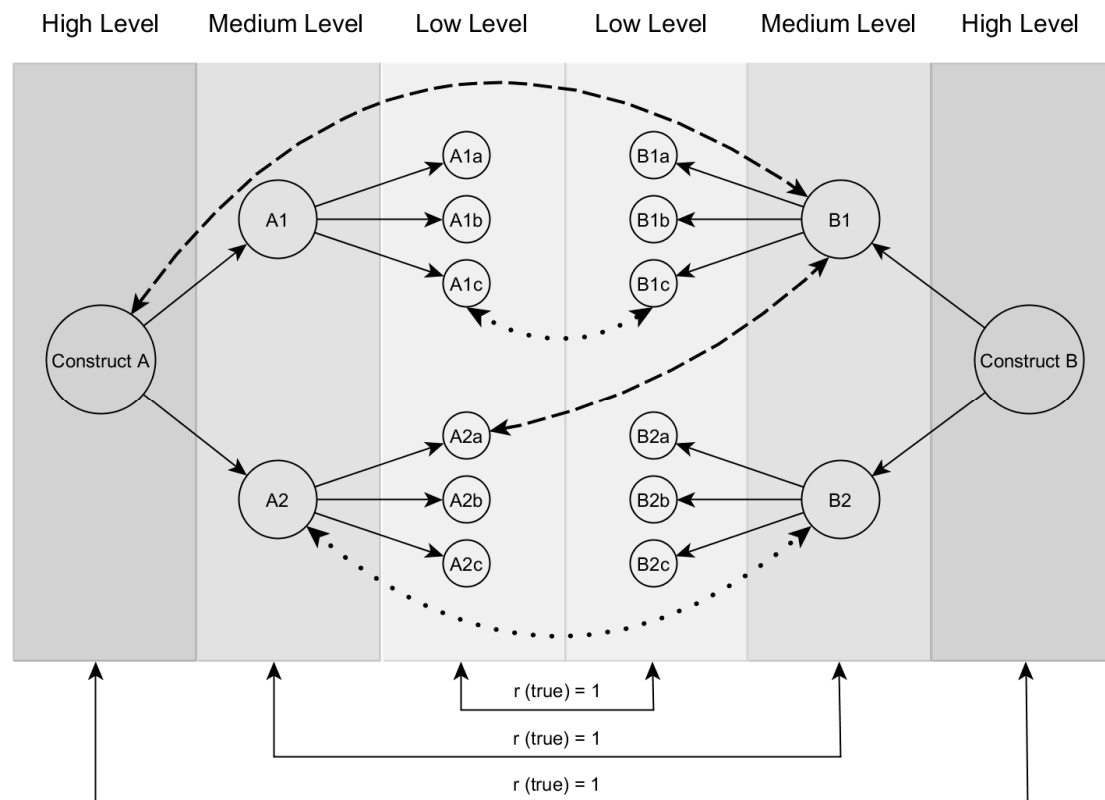 High Level Medium Level Low Level Low Level Medium Level High Level
A1a B1a
A1 A1b B1b B1
A1c B1c
Construct A Construct B
A2a B2a
A2 A2b B2b B2
A2c B2c
r (true) = 1
r (true) = 1
r (true) = 1